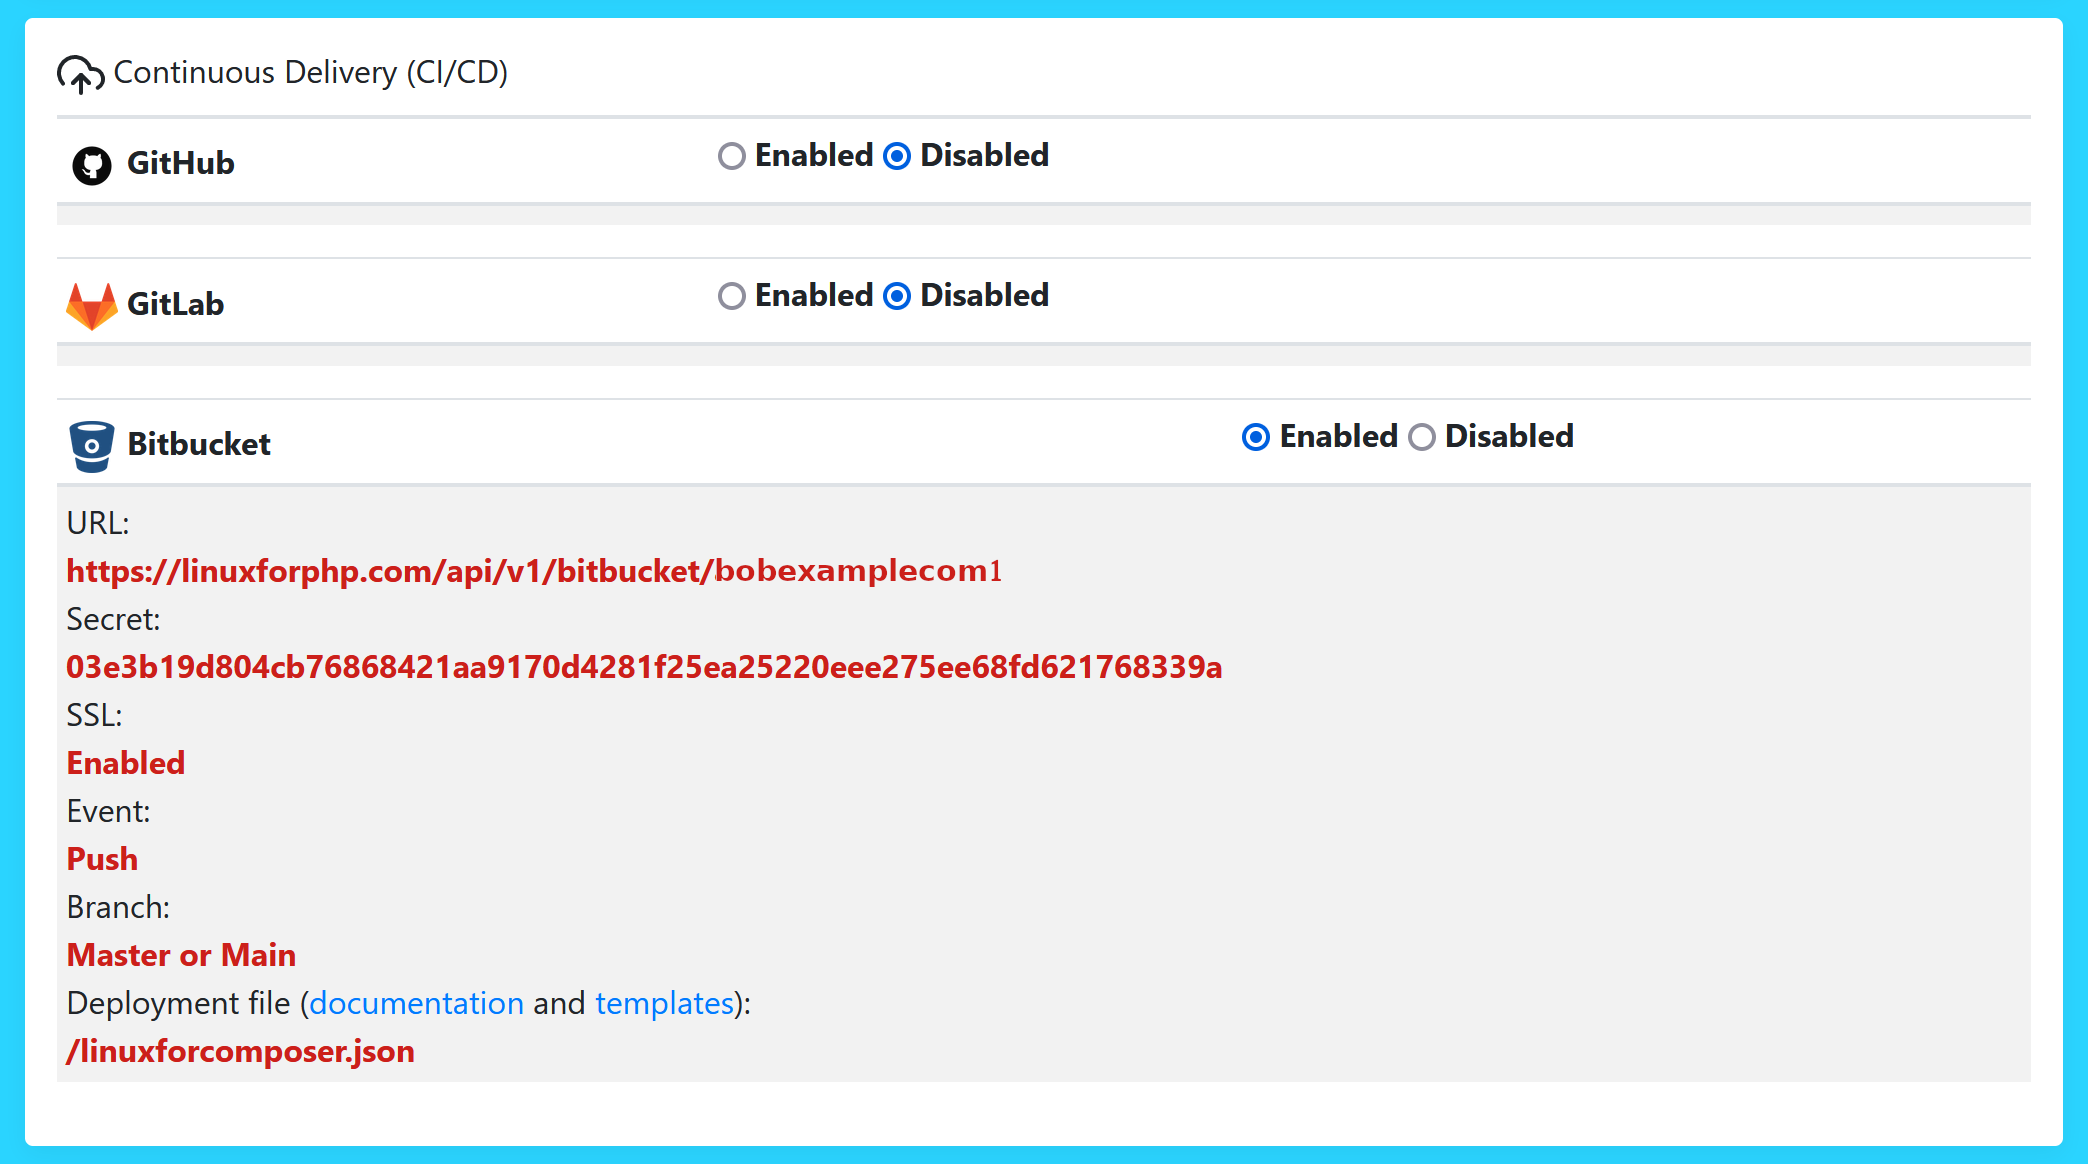 Continuous Delivery (CI/CD)
GitHub Enabled Disabled
GitLab Enabled Disabled
Bitbucket Enabled Disabled
URL:
https://linuxforphp.com/api/v1/bitbucket/bobexamplecom1
Secret:
03e3b19d804cb76868421aa9170d4281f25ea25220eee275ee68fd621768339a
SSL:
Enabled
Event:
Push
Branch:
Master or Main
Deployment file (documentation and templates):
/linuxforcomposer.json